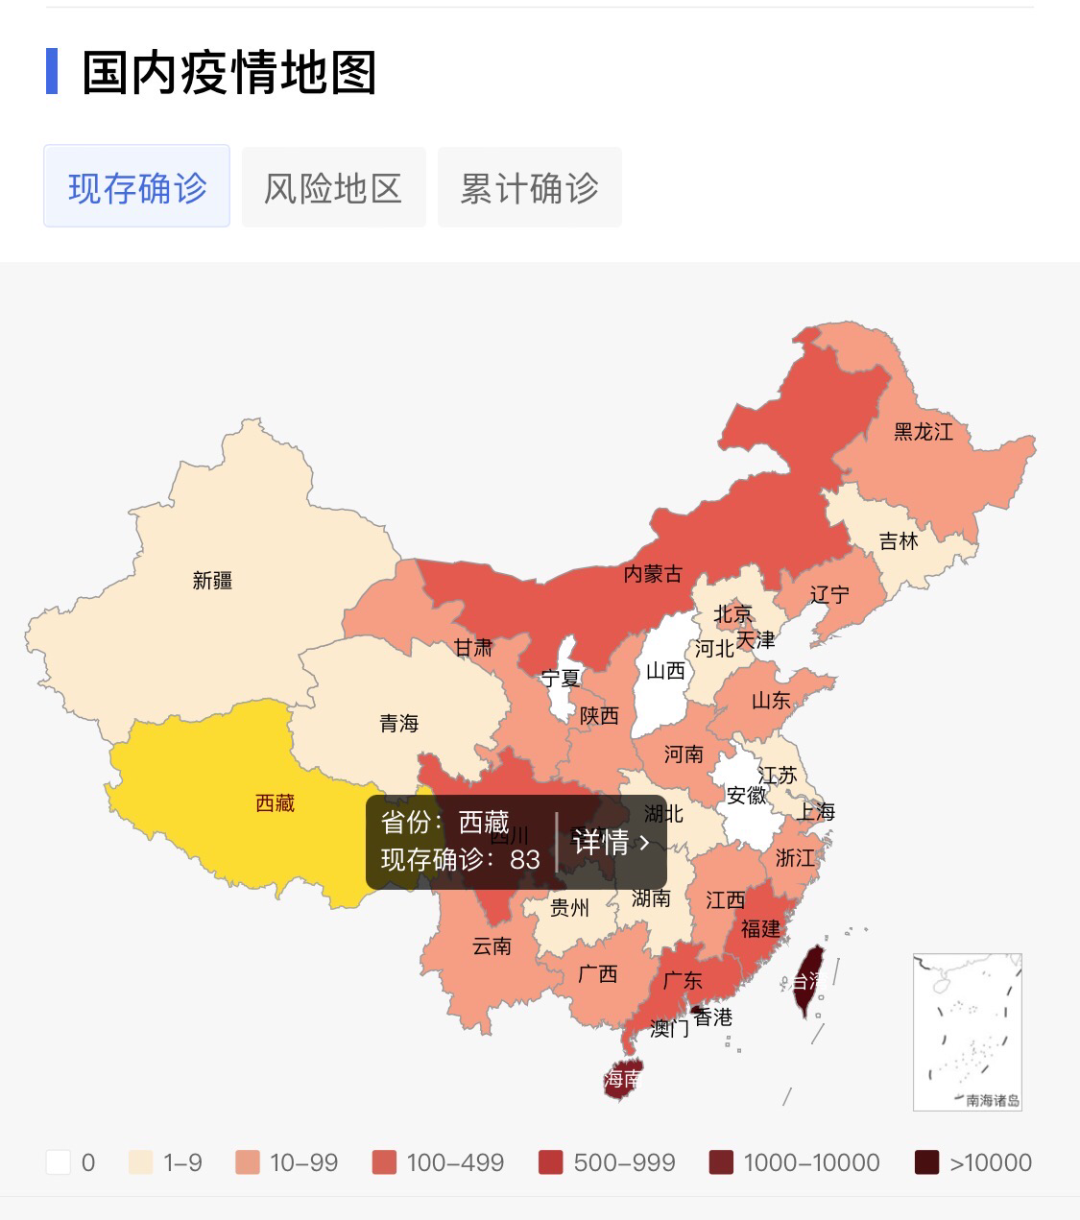 国内疫情地图
现存确诊
风险地区
累计确诊
黑龙江
吉林
新疆
内蒙古
辽宁
北京
天津
甘肃
河北
宁夏
山西
山东
陕西
青海
河南
江苏
安徽
西藏
上海
湖北
省份：西藏
现存确诊：83
详情 ›
四川
浙江
湖南
江西
贵州
福建
云南
广西
广东
台湾
香港
澳门
海南
南海诸岛
0
1–9
10–99
100–499
500–999
1000–10000
>10000